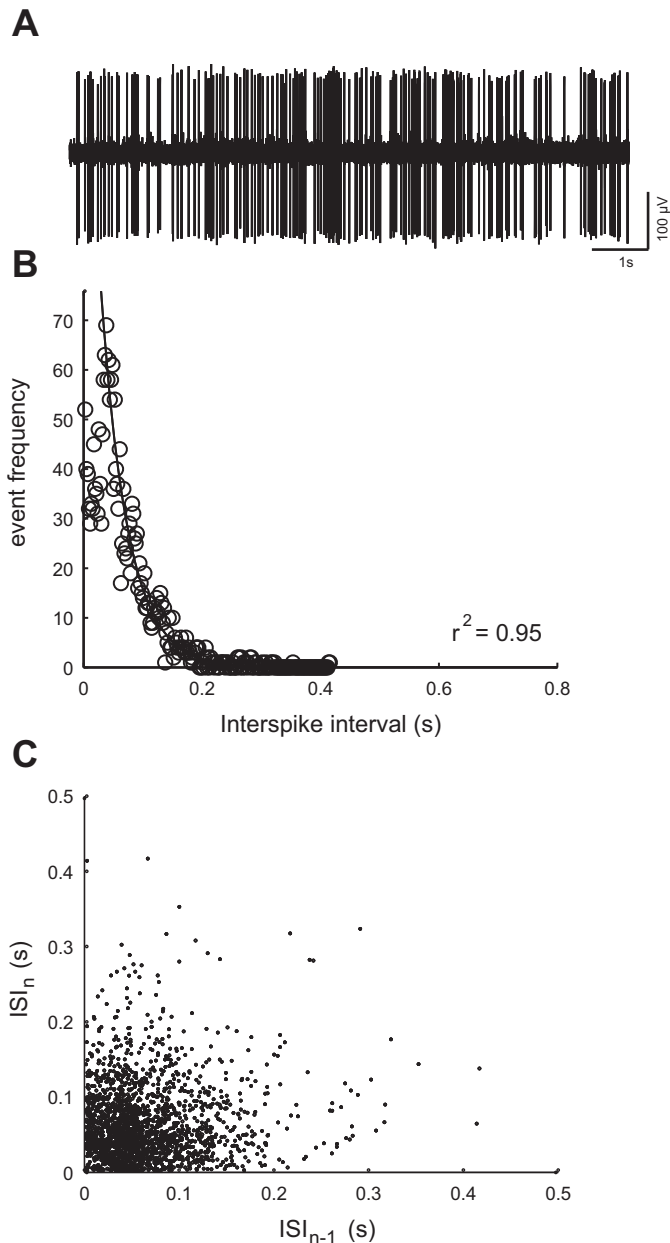 A
100 µV
1s
B
70
60
50
40
30
20
10
0
event frequency
r² = 0.95
0 0.2 0.4 0.6 0.8
Interspike interval (s)
C
0.5
0.4
0.3
0.2
0.1
0
ISIn (s)
0 0.1 0.2 0.3 0.4 0.5
ISIn-1 (s)